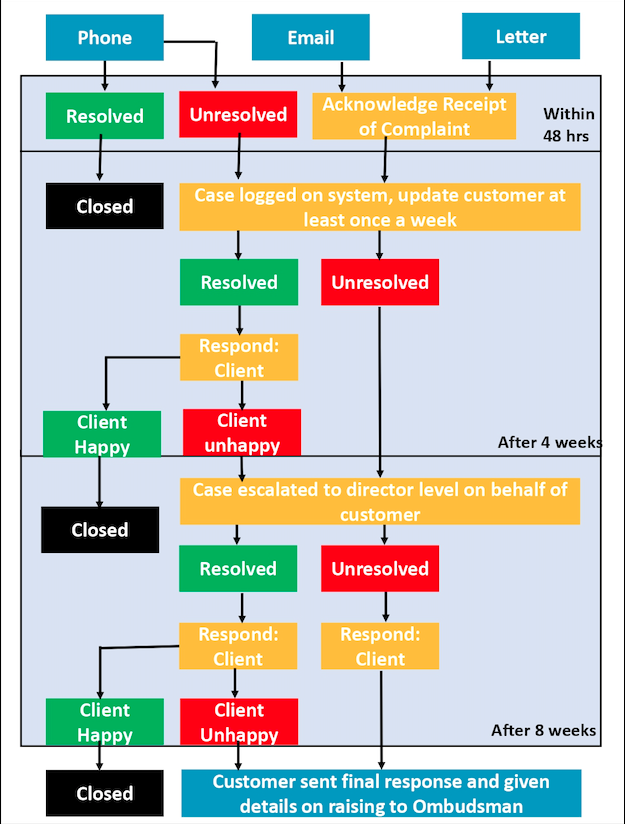 Phone
Email
Letter
Resolved
Unresolved
Acknowledge Receipt
of Complaint
Within
48 hrs
Closed
Case logged on system, update customer at
least once a week
Resolved
Unresolved
Respond:
Client
Client
Happy
Client
unhappy
After 4 weeks
Case escalated to director level on behalf of
customer
Closed
Resolved
Unresolved
Respond:
Client
Respond:
Client
Client
Happy
Client
Unhappy
After 8 weeks
Closed
Customer sent final response and given
details on raising to Ombudsman